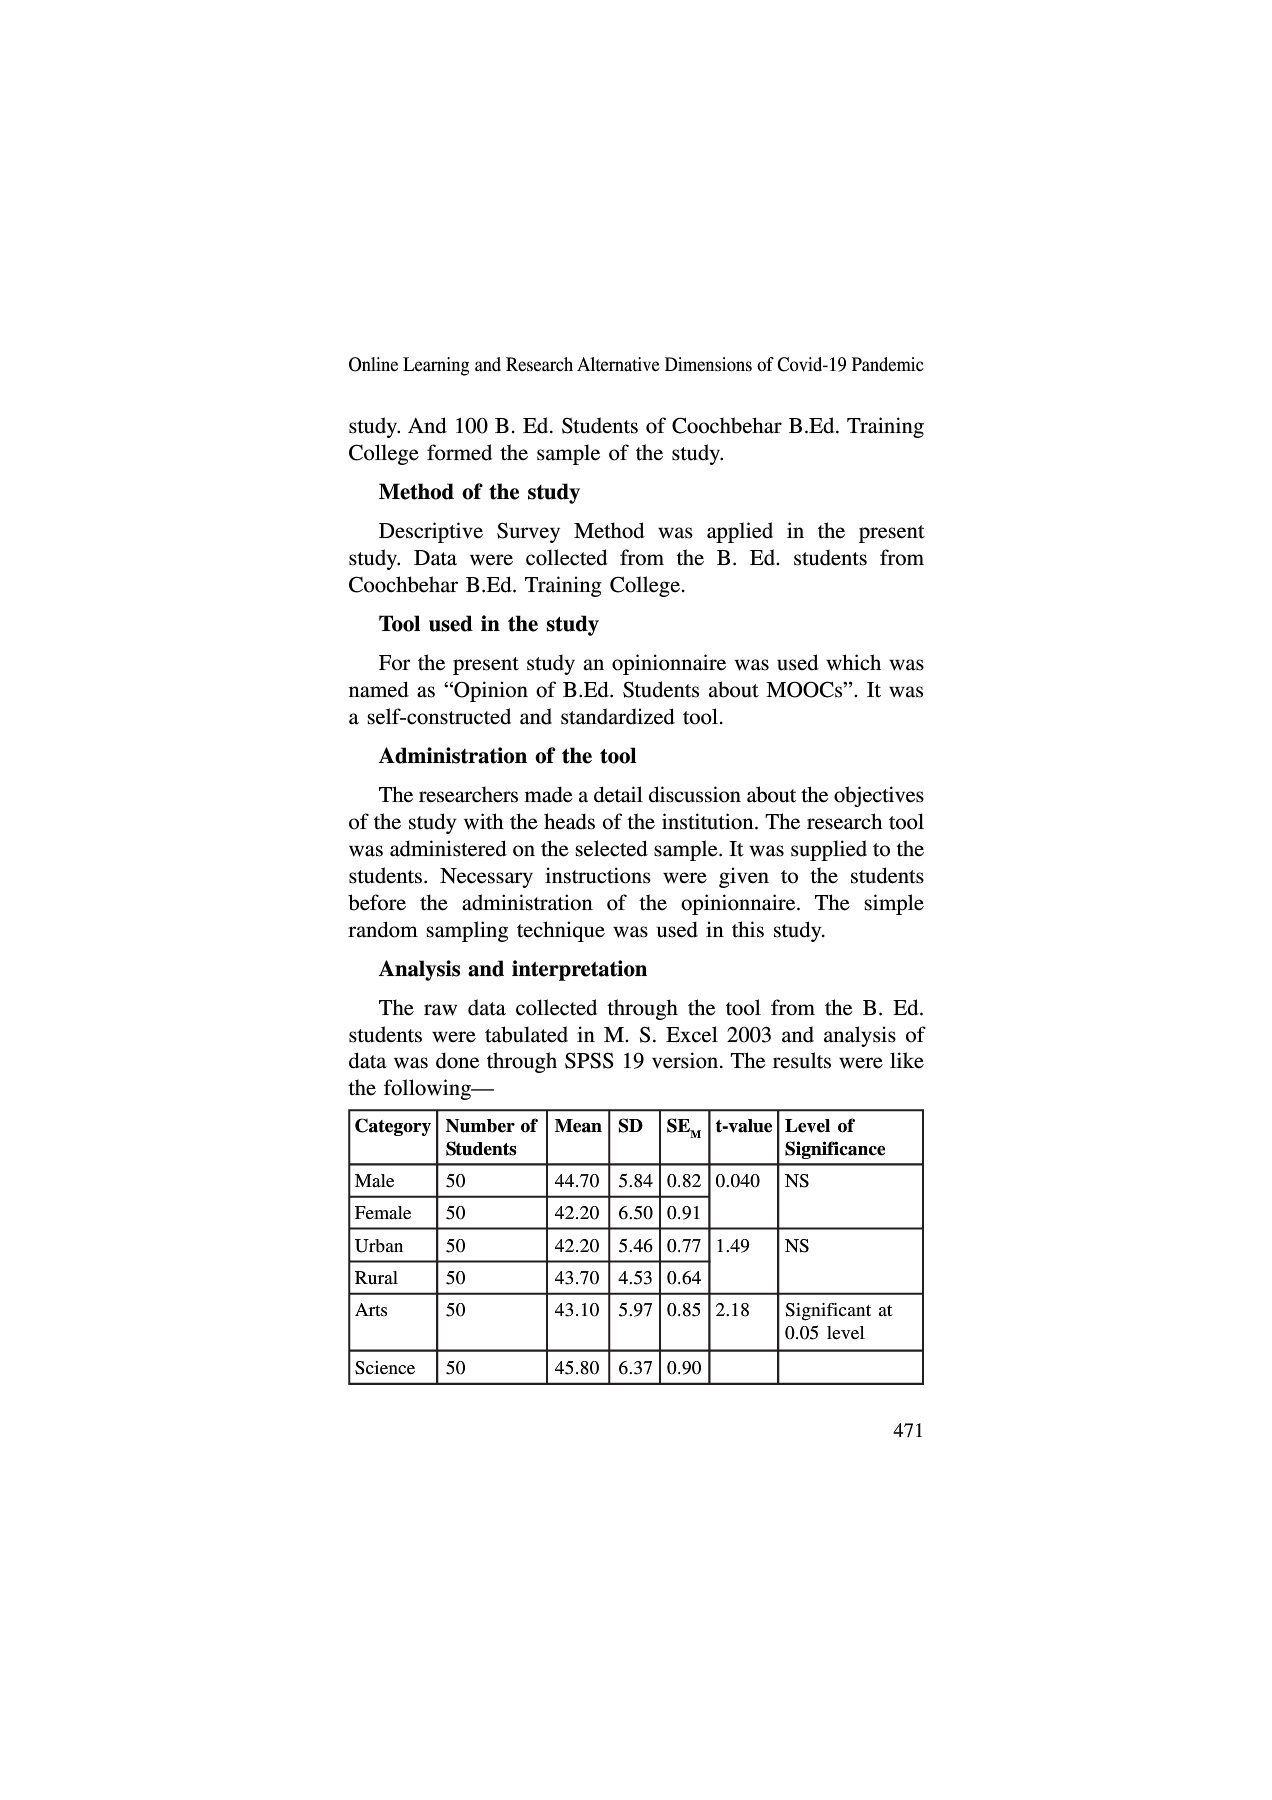 Online Learning and Research Alternative Dimensions of Covid-19 Pandemic
study. And 100 B. Ed. Students of Coochbehar B.Ed. Training
College formed the sample of the study.
Method of the study
Descriptive Survey Method was applied in the present
study. Data were collected from the B. Ed. students from
Coochbehar B.Ed. Training College.
Tool used in the study
For the present study an opinionnaire was used which was
named as “Opinion of B.Ed. Students about MOOCs”. It was
a self-constructed and standardized tool.
Administration of the tool
The researchers made a detail discussion about the objectives
of the study with the heads of the institution. The research tool
was administered on the selected sample. It was supplied to the
students. Necessary instructions were given to the students
before the administration of the opinionnaire. The simple
random sampling technique was used in this study.
Analysis and interpretation
The raw data collected through the tool from the B. Ed.
students were tabulated in M. S. Excel 2003 and analysis of
data was done through SPSS 19 version. The results were like
the following—
Category Number of Mean SD SEM t-value Level of
Students Significance
Male 50 44.70 5.84 0.82 0.040 NS
Female 50 42.20 6.50 0.91
Urban 50 42.20 5.46 0.77 1.49 NS
Rural 50 43.70 4.53 0.64
Arts 50 43.10 5.97 0.85 2.18 Significant at
0.05 level
Science 50 45.80 6.37 0.90
471